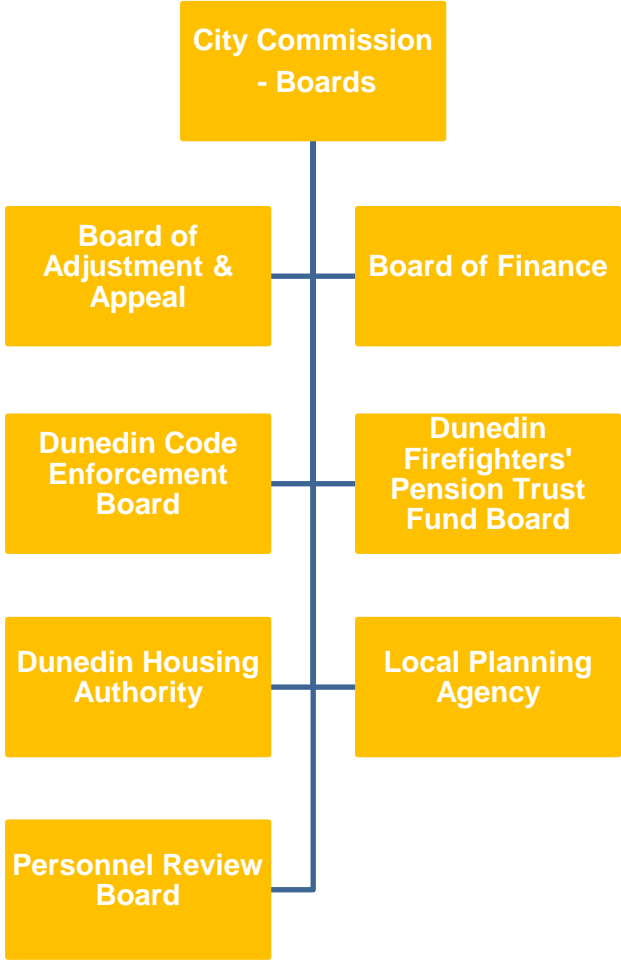 City Commission
- Boards
Board of
Adjustment &
Appeal
Board of Finance
Dunedin Code
Enforcement
Board
Dunedin
Firefighters'
Pension Trust
Fund Board
Dunedin Housing
Authority
Local Planning
Agency
Personnel Review
Board